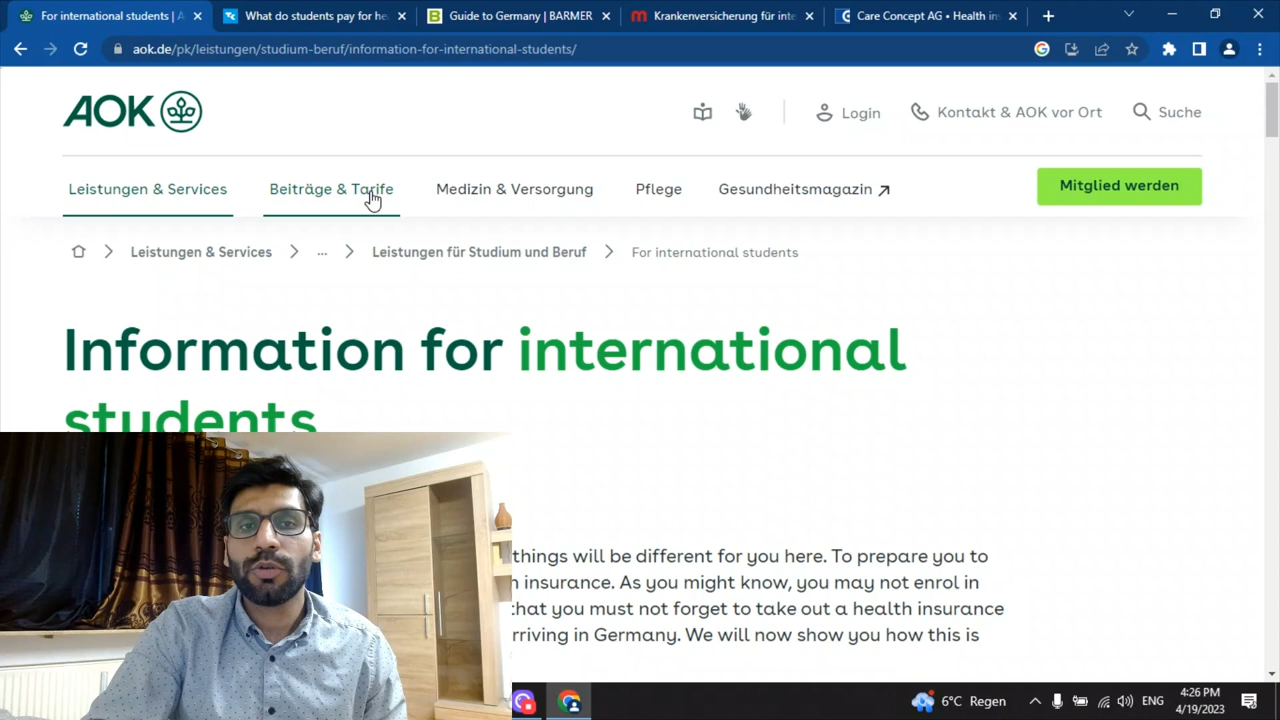 For international students | A
What do students pay for he
Guide to Germany | BARMER
Krankenversicherung für inte
Care Concept AG • Health in
aok.de/pk/leistungen/studium-beruf/information-for-international-students/
AOK
Login
Kontakt & AOK vor Ort
Suche
Leistungen & Services
Beiträge & Tarife
Medizin & Versorgung
Pflege
Gesundheitsmagazin
Mitglied werden
Leistungen & Services
...
Leistungen für Studium und Beruf
For international students
Information for international
students
things will be different for you here. To prepare you to
insurance. As you might know, you may not enrol in
that you must not forget to take out a health insurance
rriving in Germany. We will now show you how this is
6°C Regen
ENG
4:26 PM
4/19/2023